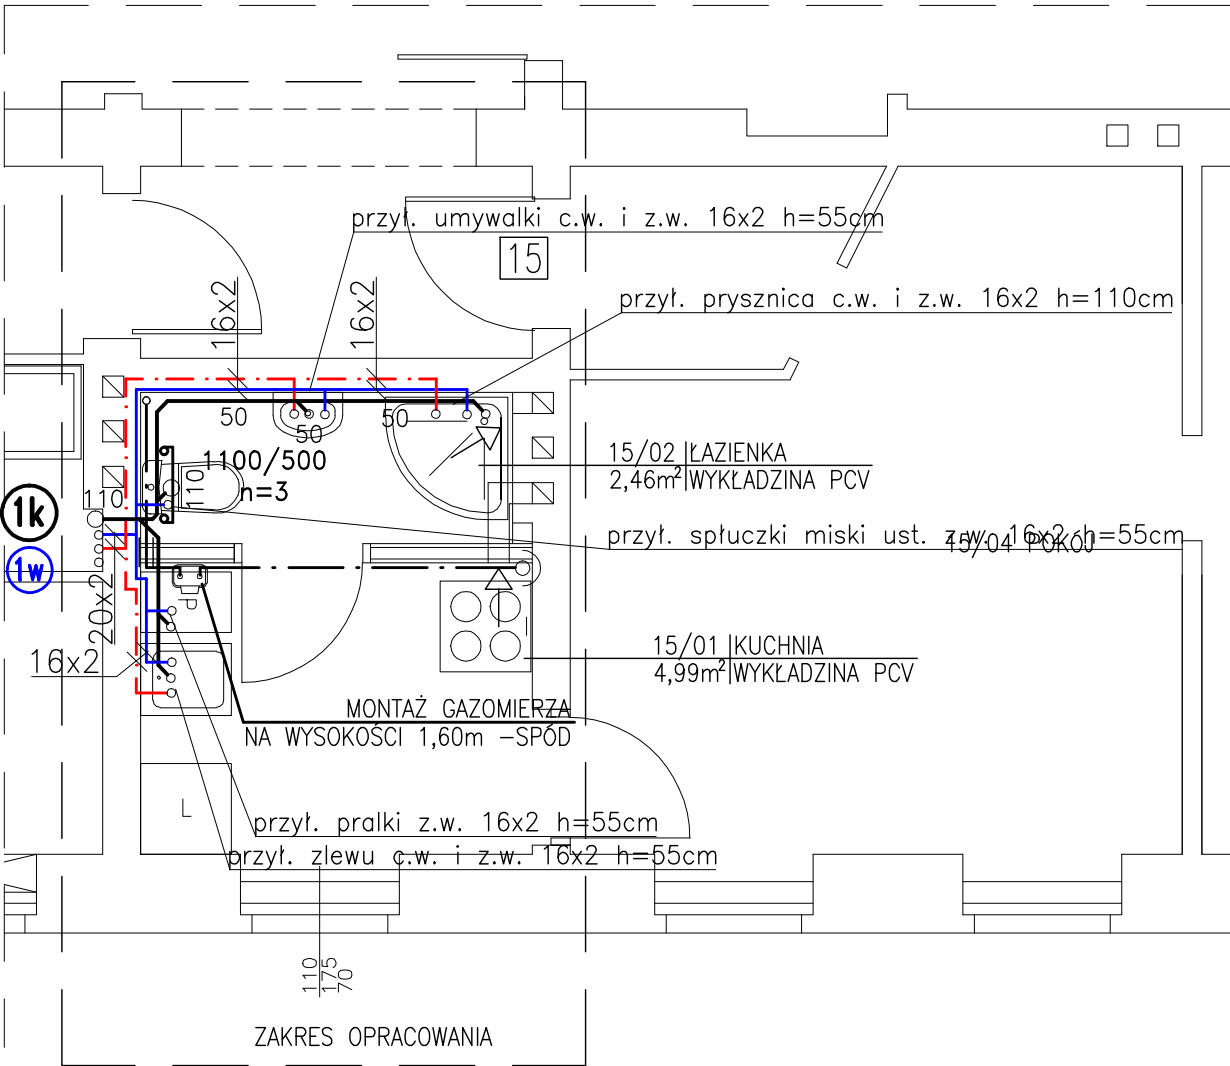 przył. umywalki c.w. i z.w. 16x2 h=55cm
15
przył. prysznica c.w. i z.w. 16x2 h=110cm
16x2
16x2
50
50
50
1100/500
n=3
110
110
1k
1w
20x2
16x2
15/02 ŁAZIENKA
2,46m² WYKŁADZINA PCV
przył. spłuczki miski ust. z.w. 16x2 h=55cm
15/04 POKÓJ
15/01 KUCHNIA
4,99m² WYKŁADZINA PCV
MONTAŻ GAZOMIERZA
NA WYSOKOŚCI 1,60m –SPÓD
L
przył. pralki z.w. 16x2 h=55cm
przył. zlewu c.w. i z.w. 16x2 h=55cm
110
175
70
ZAKRES OPRACOWANIA